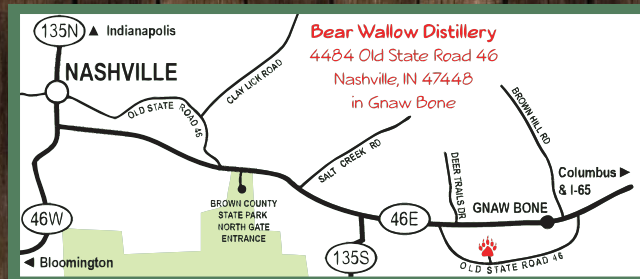 135N
▲ Indianapolis
NASHVILLE
Bear Wallow Distillery
4484 Old State Road 46
Nashville, IN 47448
in Gnaw Bone
CLAY LICK ROAD
OLD STATE ROAD 46
BROWN HILL RD
SALT CREEK RD
DEER TRAILS DR.
Columbus ▶
& I-65
BROWN COUNTY
STATE PARK
NORTH GATE
ENTRANCE
GNAW BONE
46W
46E
135S
OLD STATE ROAD 46
◀ Bloomington